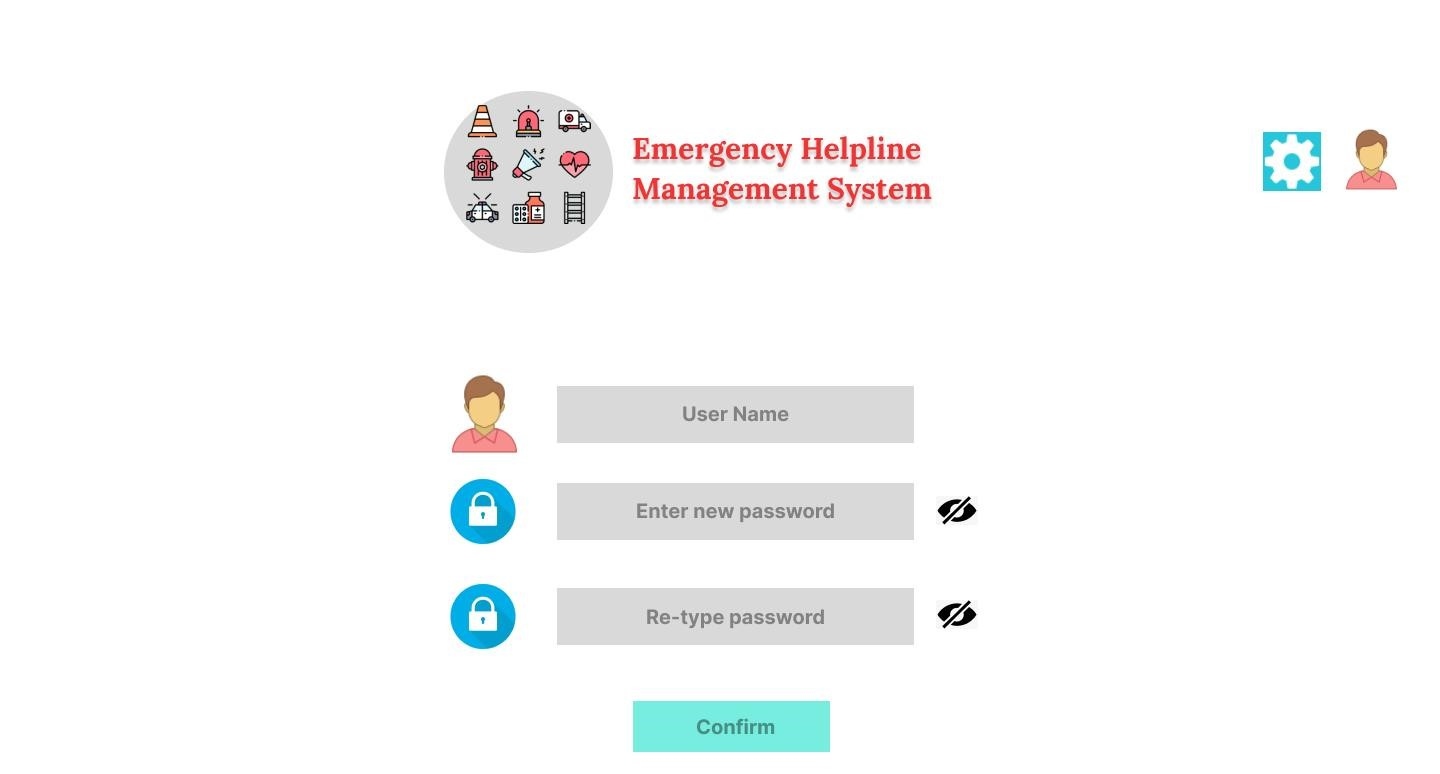 Emergency Helpline
Management System
User Name
Enter new password
Re-type password
Confirm